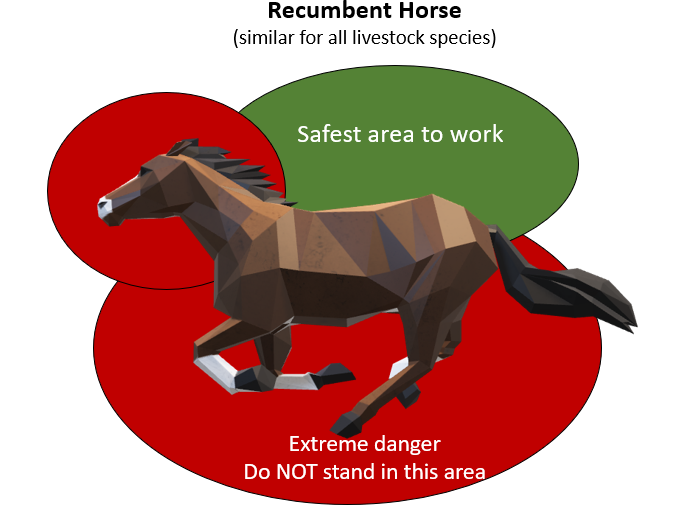 Recumbent Horse
(similar for all livestock species)
Safest area to work
Extreme danger
Do NOT stand in this area